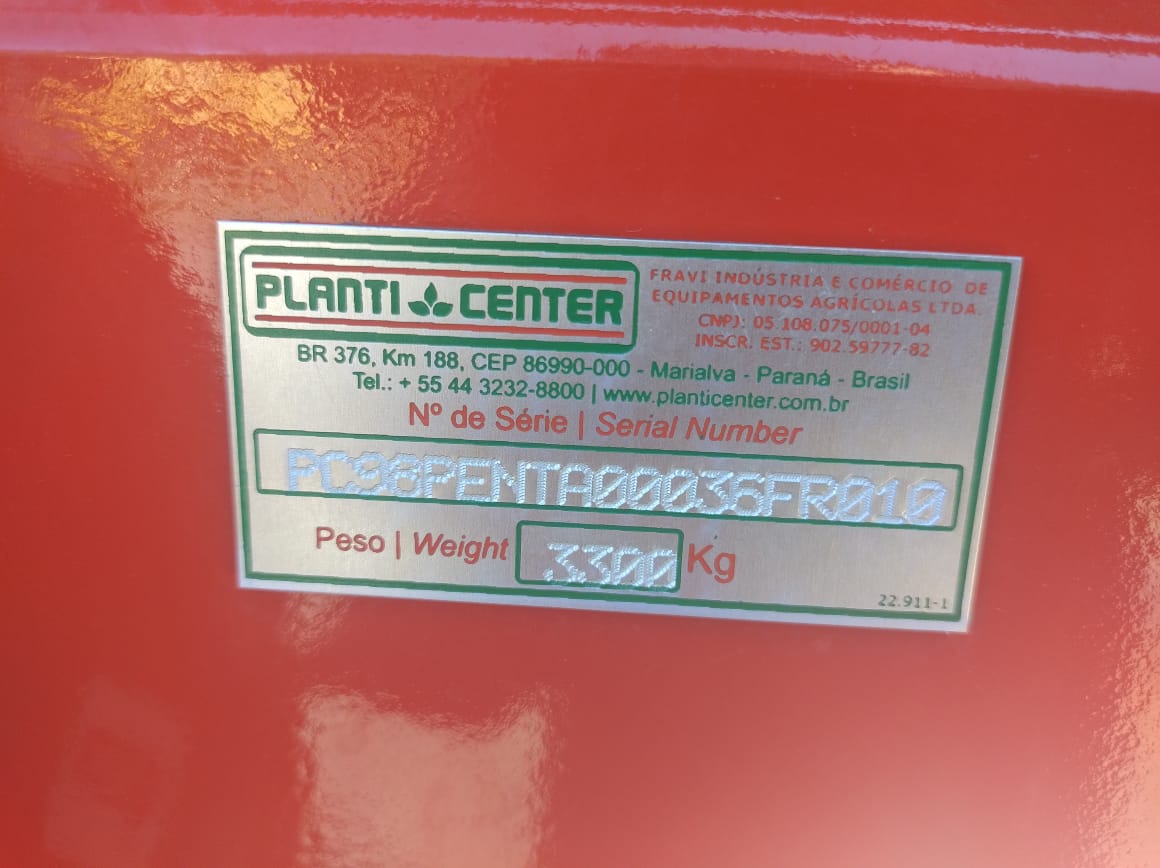 PLANTI CENTER
FRAVI INDÚSTRIA E COMÉRCIO DE
EQUIPAMENTOS AGRÍCOLAS LTDA.
CNPJ: 05.108.075/0001-04
INSCR. EST.: 902.59777-82
BR 376, Km 188, CEP 86990-000 - Marialva - Paraná - Brasil
Tel.: + 55 44 3232-8800 | www.planticenter.com.br
Nº de Série | Serial Number
PC98PENTA00036FR010
Peso | Weight 3300 Kg
22.911-1